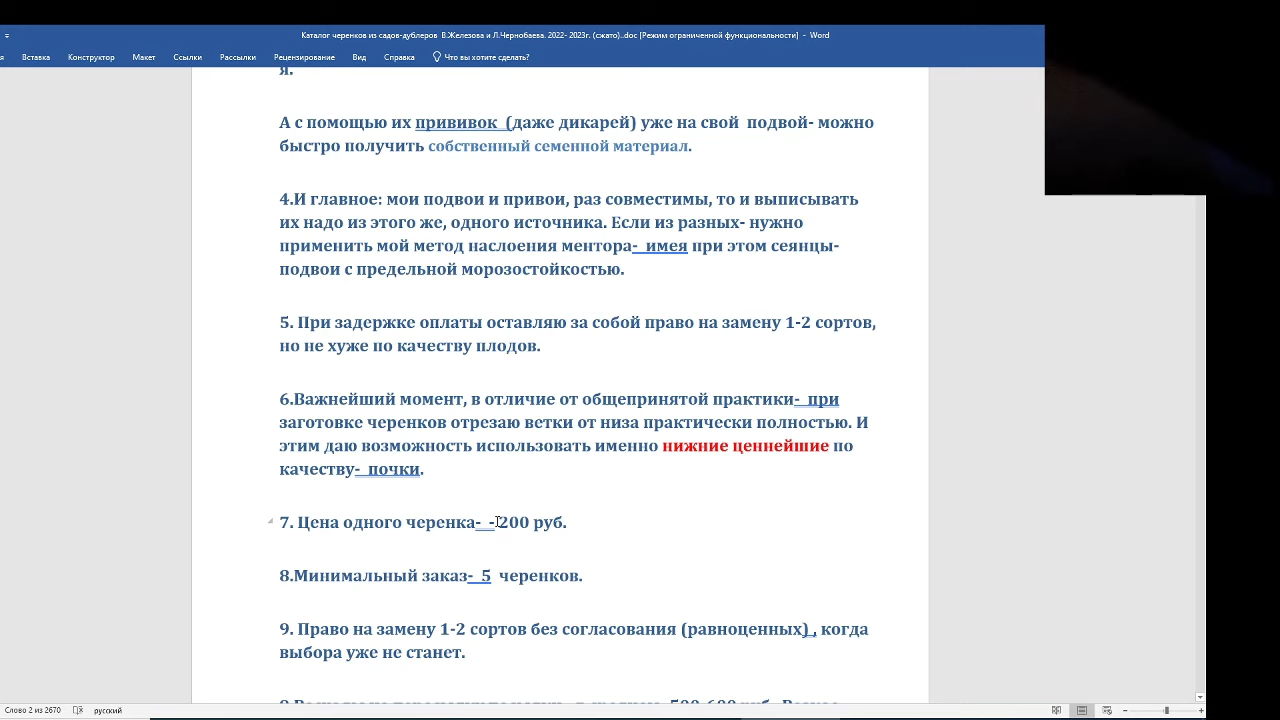 Каталог черенков из садов-дублеров В.Железова и Л.Чернобаева. 2022- 2023г. (сжато)..doc [Режим ограниченной функциональности] - Word
Вставка Конструктор Макет Ссылки Рассылки Рецензирование Вид Справка Что вы хотите сделать?
я.
А с помощью их прививок (даже дикарей) уже на свой подвой- можно
быстро получить собственный семенной материал.
4.И главное: мои подвои и привои, раз совместимы, то и выписывать
их надо из этого же, одного источника. Если из разных- нужно
применить мой метод наслоения ментора- имея при этом сеянцы-
подвои с предельной морозостойкостью.
5. При задержке оплаты оставляю за собой право на замену 1-2 сортов,
но не хуже по качеству плодов.
6.Важнейший момент, в отличие от общепринятой практики- при
заготовке черенков отрезаю ветки от низа практически полностью. И
этим даю возможность использовать именно нижние ценнейшие по
качеству- почки.
7. Цена одного черенка- -200 руб.
8.Минимальный заказ- 5 черенков.
9. Право на замену 1-2 сортов без согласования (равноценных) , когда
выбора уже не станет.
Слово 2 из 2670 русский